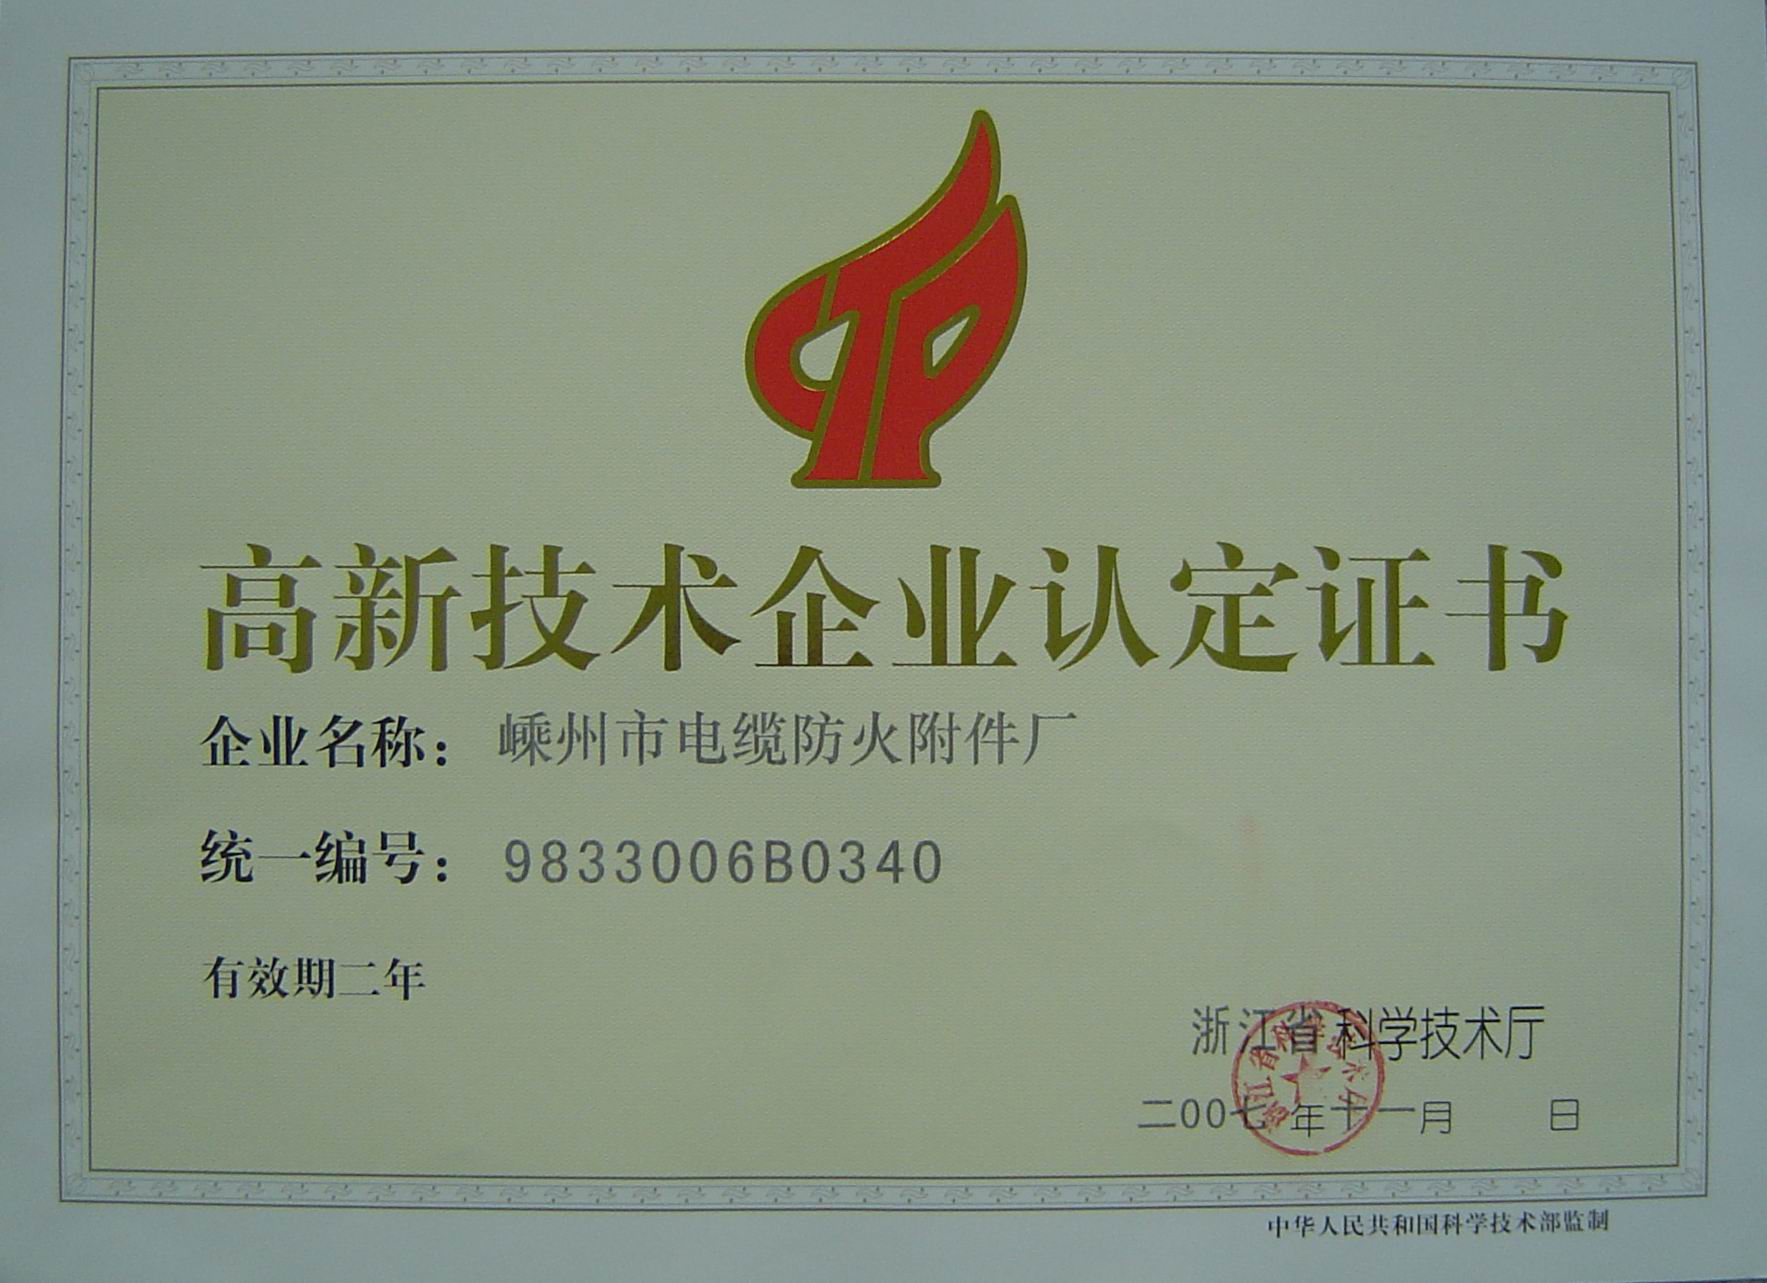 高新技术企业认定证书
企业名称：嵊州市电缆防火附件厂
统一编号：9833006B0340
有效期二年
浙江省科学技术厅
二00七年十一月 日
中华人民共和国科学技术部监制